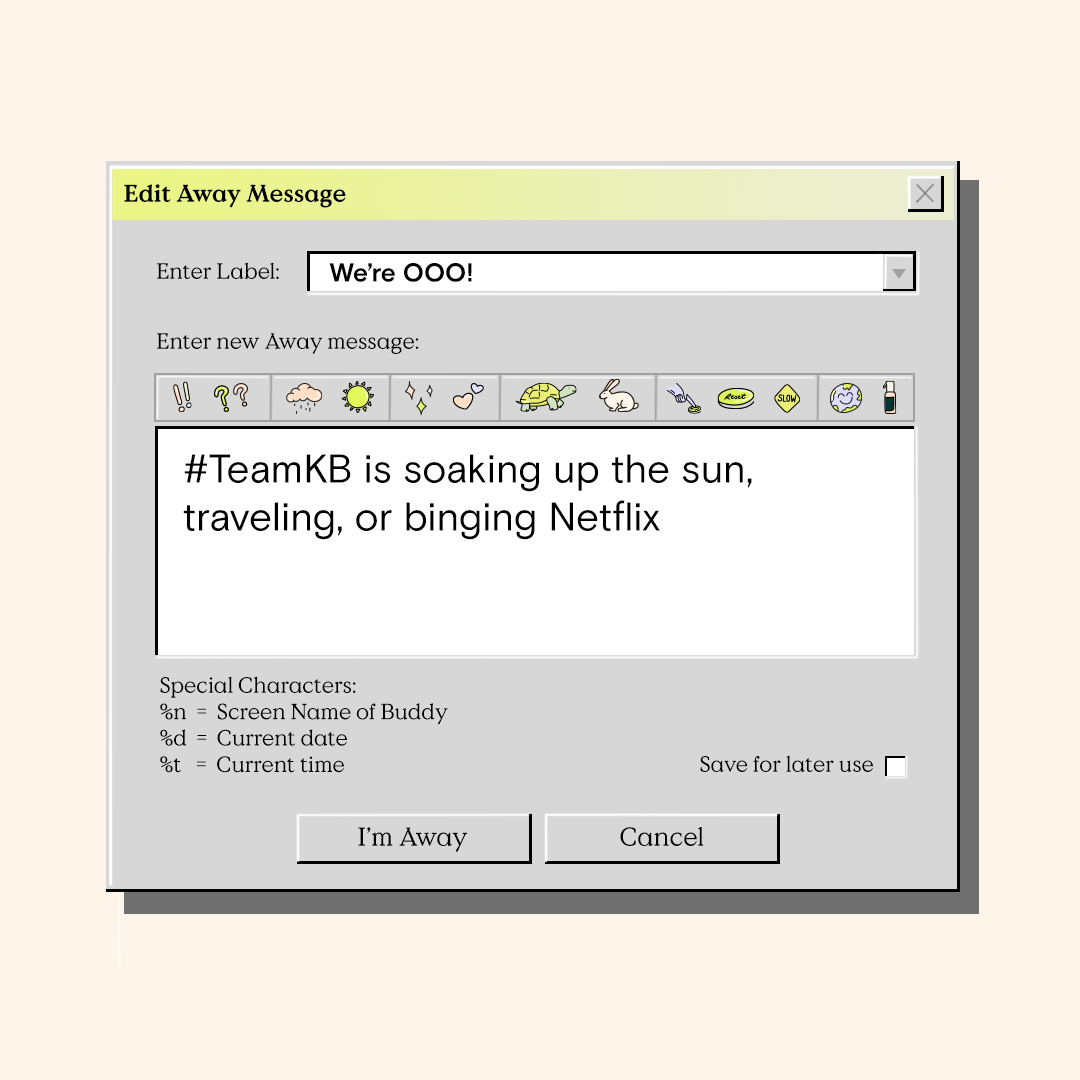 Edit Away Message
Enter Label:
We're OOO!
Enter new Away message:
!! ??
Reset
SLOW
#TeamKB is soaking up the sun,
traveling, or binging Netflix
Special Characters:
%n = Screen Name of Buddy
%d = Current date
%t = Current time
Save for later use
I'm Away
Cancel